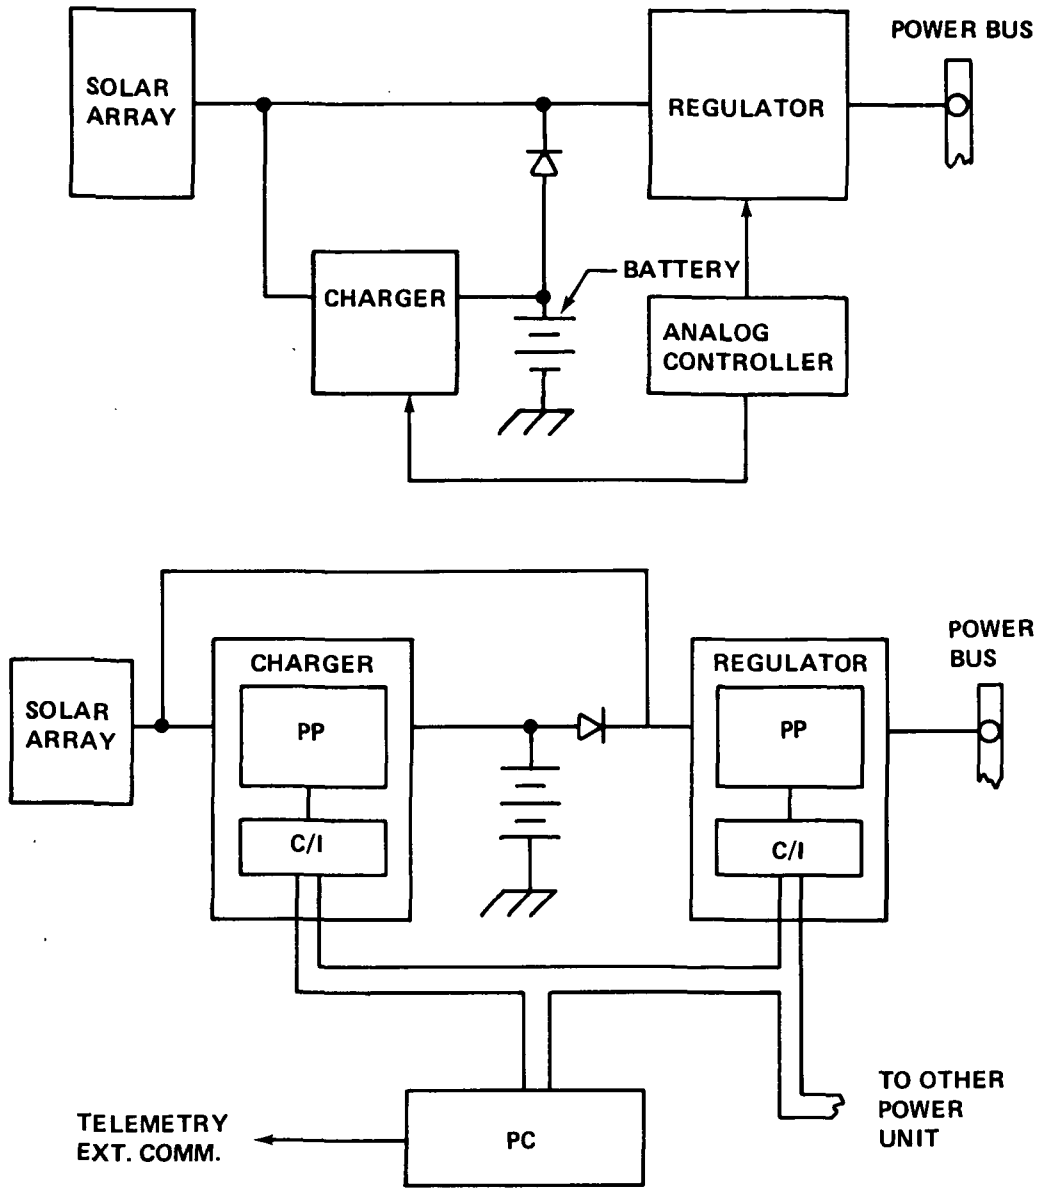 POWER BUS
SOLAR
ARRAY
REGULATOR
BATTERY
CHARGER
ANALOG
CONTROLLER
POWER
BUS
CHARGER
REGULATOR
SOLAR
ARRAY
PP
PP
C/I
C/I
TO OTHER
POWER
UNIT
TELEMETRY
EXT. COMM.
PC